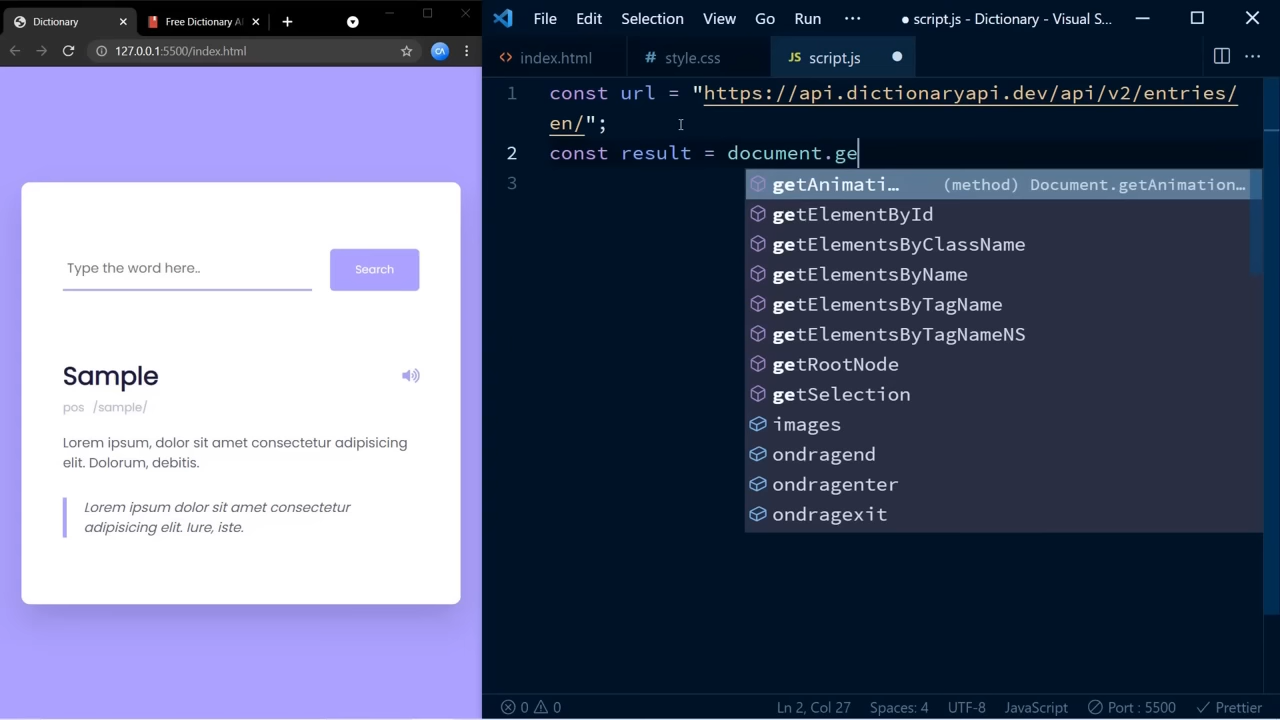 Dictionary
Free Dictionary A
127.0.0.1:5500/index.html
CA
Type the word here..
Search
Sample
pos /sample/
Lorem ipsum, dolor sit amet consectetur adipisicing
elit. Dolorum, debitis.
Lorem ipsum dolor sit amet consectetur
adipisicing elit. Iure, iste.
File Edit Selection View Go Run ··· ● script.js - Dictionary - Visual S...
<> index.html # style.css JS script.js ●
1 const url = "https://api.dictionaryapi.dev/api/v2/entries/
en/";
2 const result = document.ge
3
getAnimati... (method) Document.getAnimation...
getElementById
getElementsByClassName
getElementsByName
getElementsByTagName
getElementsByTagNameNS
getRootNode
getSelection
images
ondragend
ondragenter
ondragexit
0 0 Ln 2, Col 27 Spaces: 4 UTF-8 JavaScript Port : 5500 Prettier